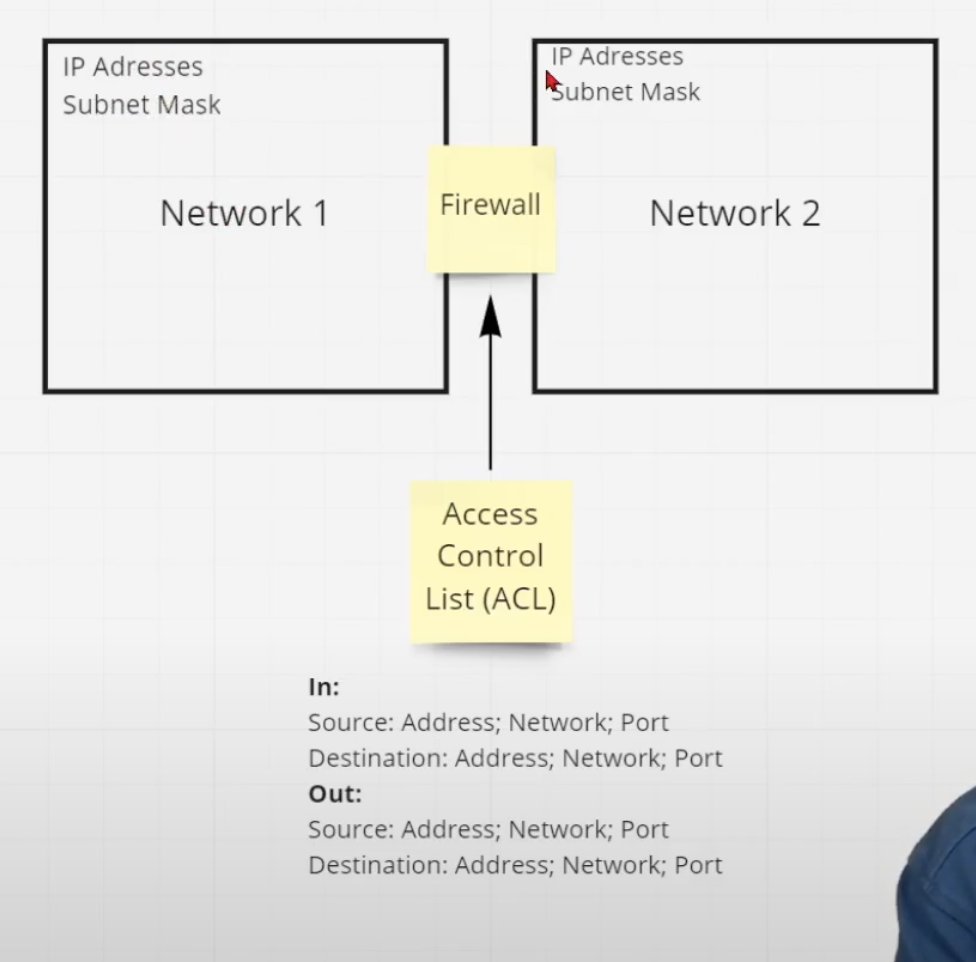 IP Adresses
Subnet Mask
Network 1
Firewall
IP Adresses
Subnet Mask
Network 2
Access
Control
List (ACL)
In:
Source: Address; Network; Port
Destination: Address; Network; Port
Out:
Source: Address; Network; Port
Destination: Address; Network; Port